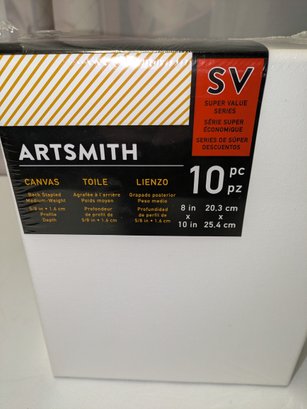 SV
SUPER VALUE
SERIES
SÉRIE SUPER
ÉCONOMIQUE
SERIES DE SÚPER
DESCUENTOS
ARTSMITH
CANVAS
Back Stapled
Medium-Weight
5/8 in • 1.6 cm
Profile
Depth
TOILE
Agrafée à l'arrière
Poids moyen
Profondeur
de profil de
5/8 in • 1.6 cm
LIENZO
Grapado posterior
Peso medio
Profundidad
de perfil de
5/8 in • 1.6 cm
10 pc
pz
8 in
x
10 in
20.3 cm
x
25.4 cm